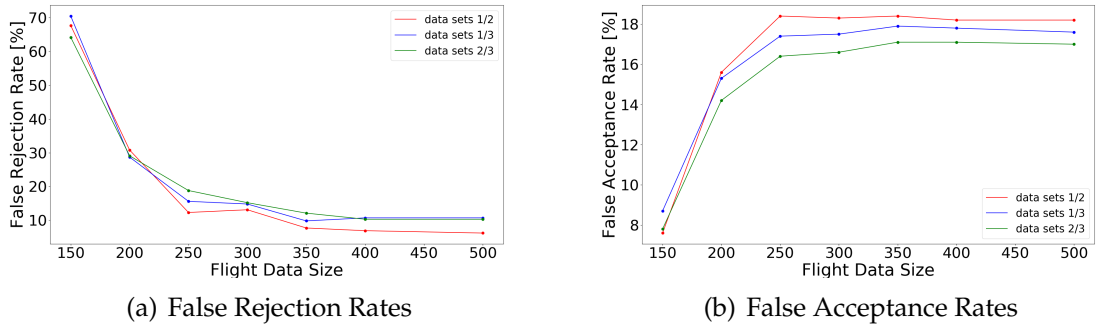 False Rejection Rate [%]
70
60
50
40
30
20
10
150 200 250 300 350 400 450 500
Flight Data Size
data sets 1/2
data sets 1/3
data sets 2/3
(a) False Rejection Rates
False Acceptance Rate [%]
18
16
14
12
10
8
150 200 250 300 350 400 450 500
Flight Data Size
data sets 1/2
data sets 1/3
data sets 2/3
(b) False Acceptance Rates